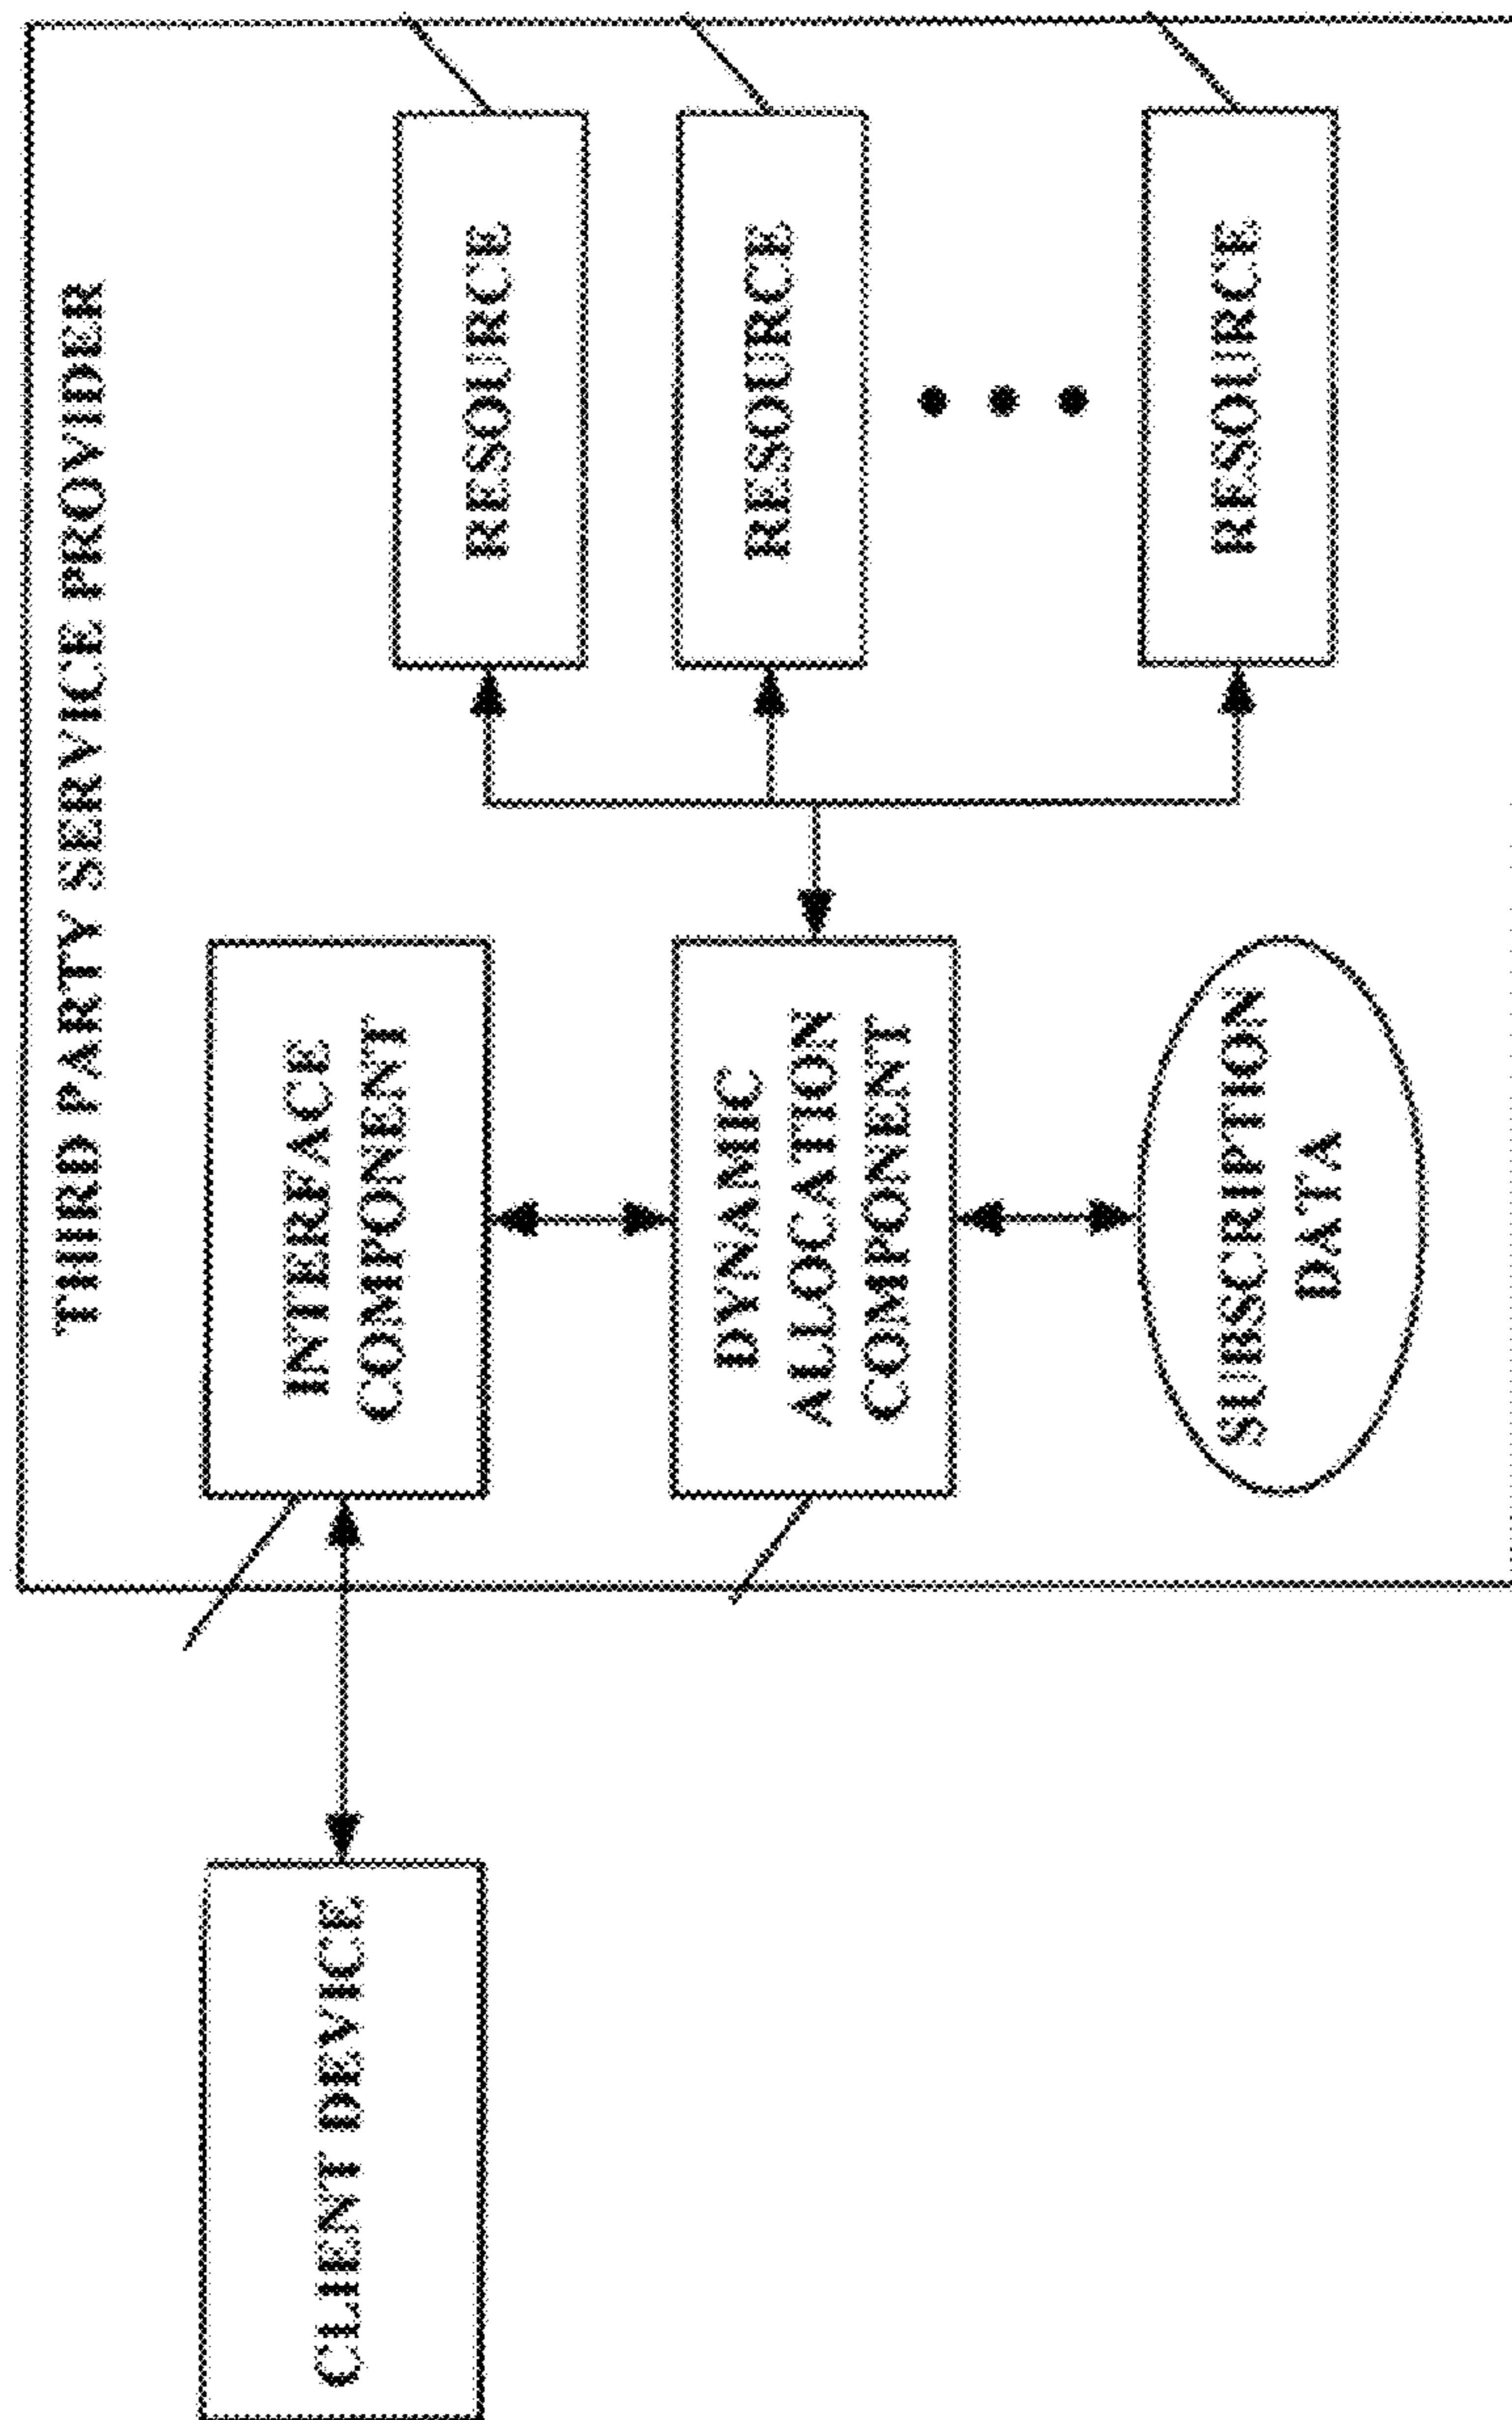 THIRD PARTY SERVICE PROVIDER
CLIENT DEVICE
INTERFACE
COMPONENT
RESOURCE
DYNAMIC
ALLOCATION
COMPONENT
RESOURCE
SUBSCRIPTION
DATA
RESOURCE